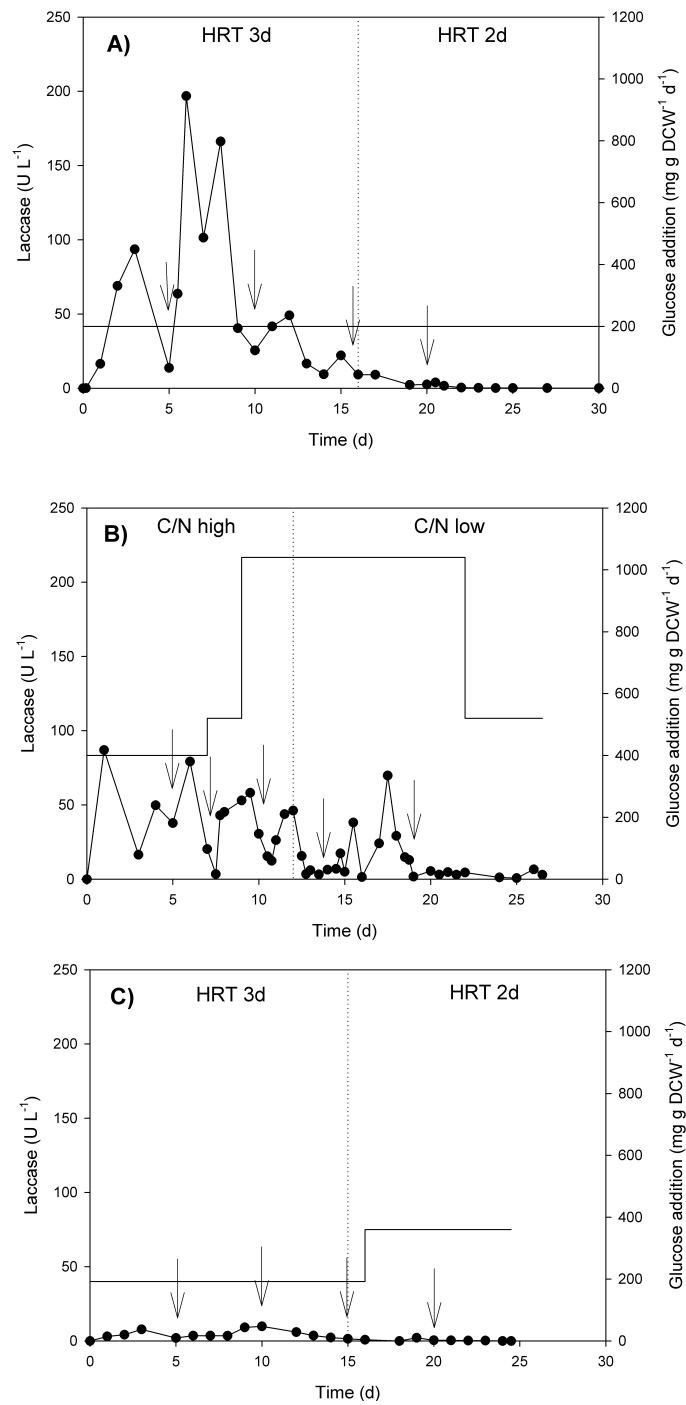 A)
HRT 3d
HRT 2d
250
200
150
100
50
0
1200
1000
800
600
400
200
0
Laccase (U L⁻¹)
Glucose addition (mg g DCW⁻¹ d⁻¹)
0 5 10 15 20 25 30
Time (d)
B)
C/N high
C/N low
250
200
150
100
50
0
1200
1000
800
600
400
200
0
Laccase (U L⁻¹)
Glucose addition (mg g DCW⁻¹ d⁻¹)
0 5 10 15 20 25 30
Time (d)
C)
HRT 3d
HRT 2d
250
200
150
100
50
0
1200
1000
800
600
400
200
0
Laccase (U L⁻¹)
Glucose addition (mg g DCW⁻¹ d⁻¹)
0 5 10 15 20 25 30
Time (d)